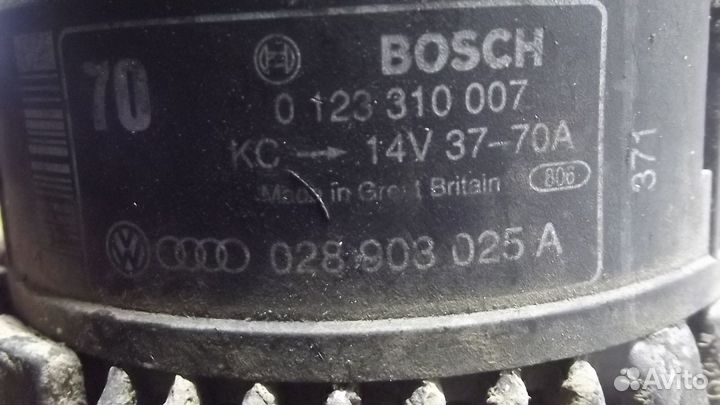 70
BOSCH
0 123 310 007
KC → 14V 37-70A
Made in Great Britain 806
028 903 025 A
371
Avito